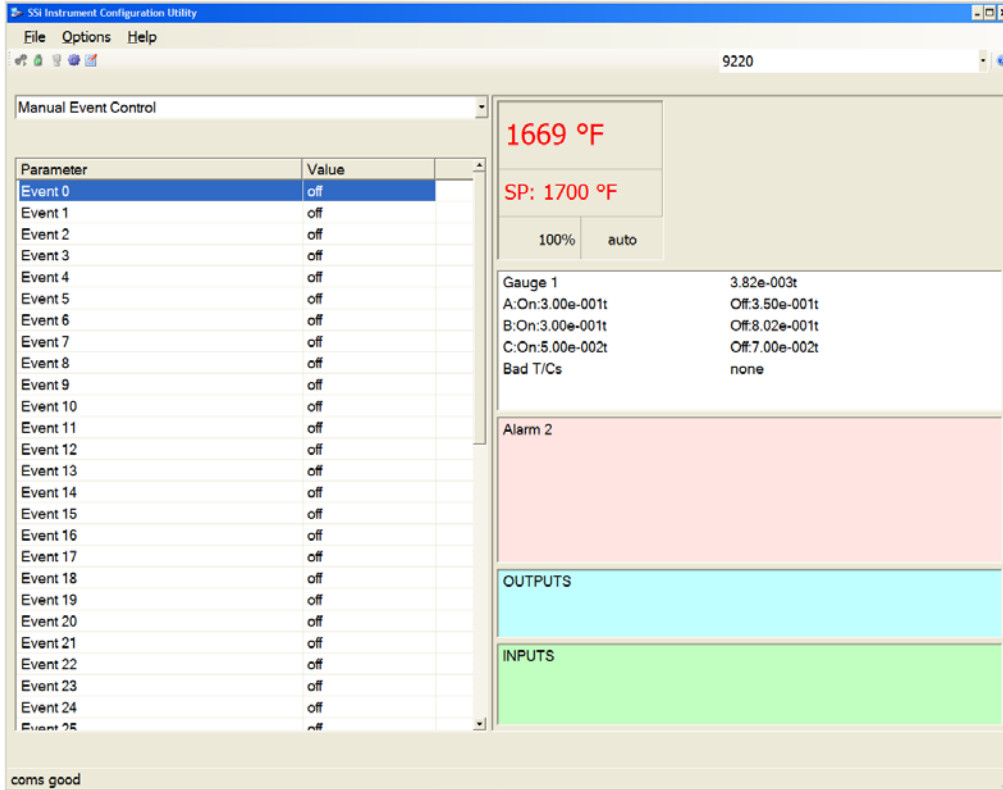 SSi Instrument Configuration Utility
File Options Help
9220
Manual Event Control
Parameter Value
Event 0 off
Event 1 off
Event 2 off
Event 3 off
Event 4 off
Event 5 off
Event 6 off
Event 7 off
Event 8 off
Event 9 off
Event 10 off
Event 11 off
Event 12 off
Event 13 off
Event 14 off
Event 15 off
Event 16 off
Event 17 off
Event 18 off
Event 19 off
Event 20 off
Event 21 off
Event 22 off
Event 23 off
Event 24 off
Event 25 off
1669 °F
SP: 1700 °F
100% auto
Gauge 1 3.82e-003t
A:On:3.00e-001t Off:3.50e-001t
B:On:3.00e-001t Off:8.02e-001t
C:On:5.00e-002t Off:7.00e-002t
Bad T/Cs none
Alarm 2
OUTPUTS
INPUTS
coms good